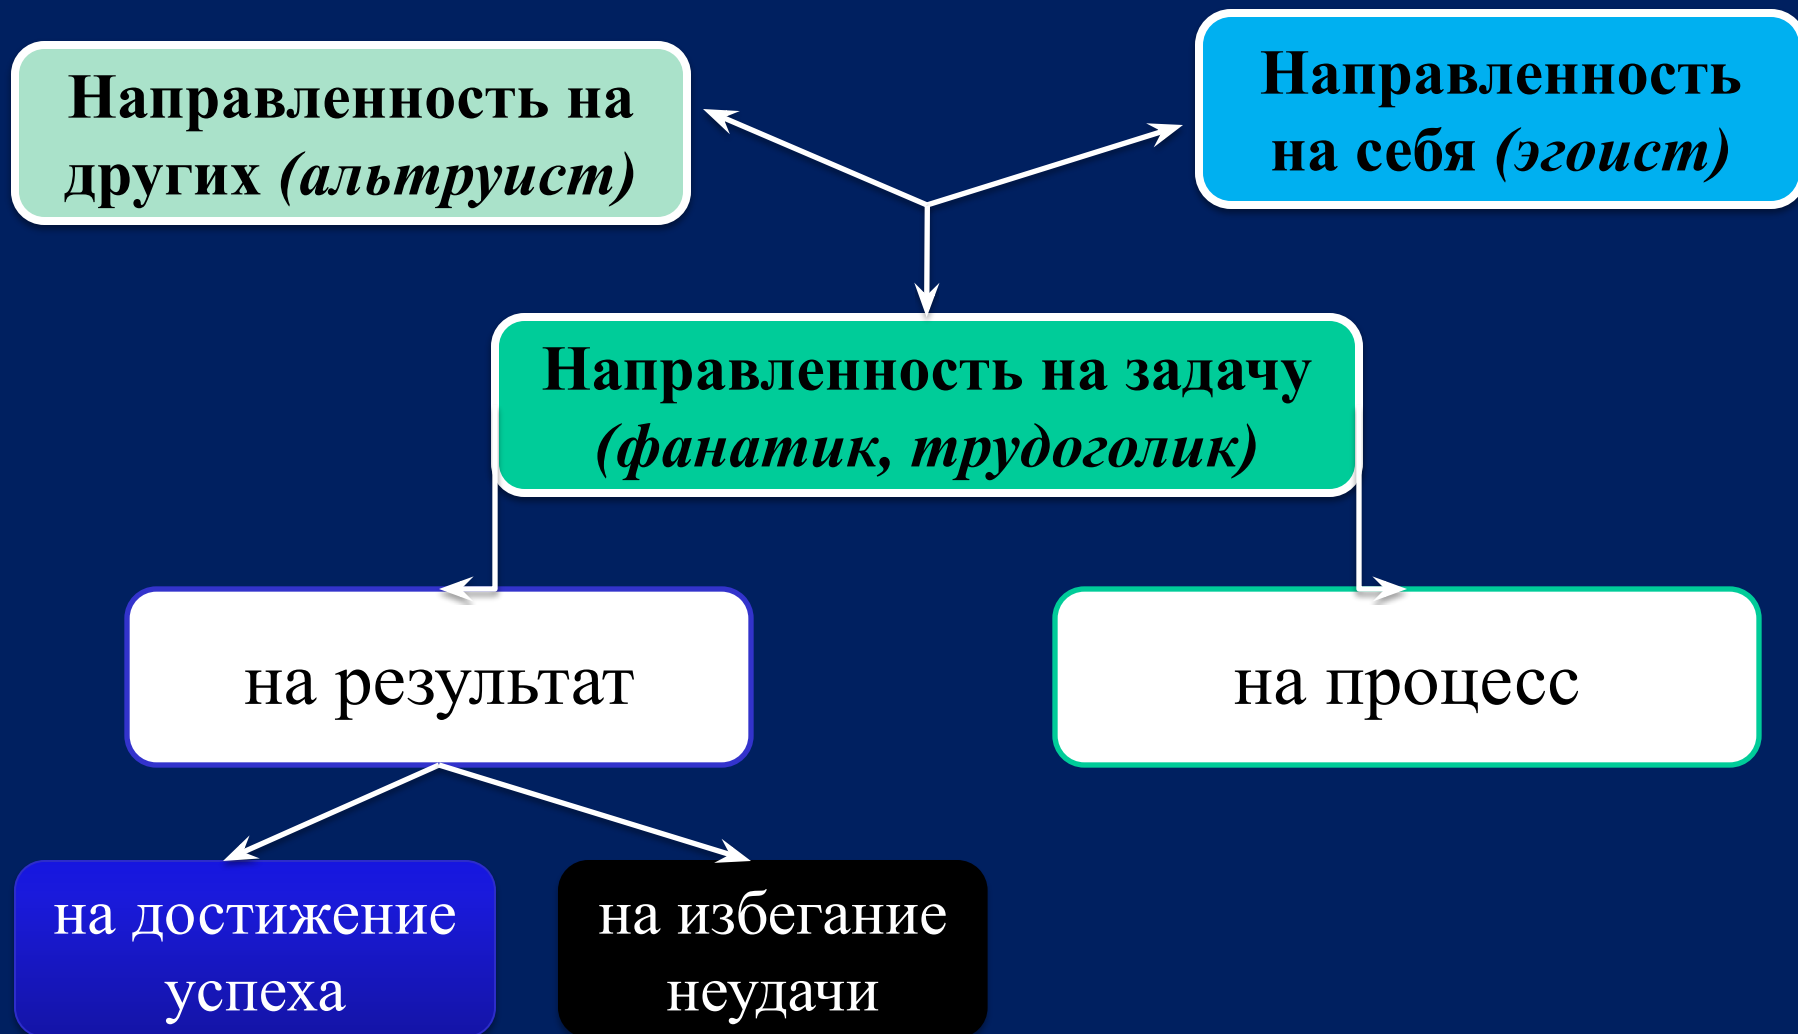 Направленность на
других (альтруист)
Направленность
на себя (эгоист)
Направленность на задачу
(фанатик, трудоголик)
на результат
на процесс
на достижение
успеха
на избегание
неудачи